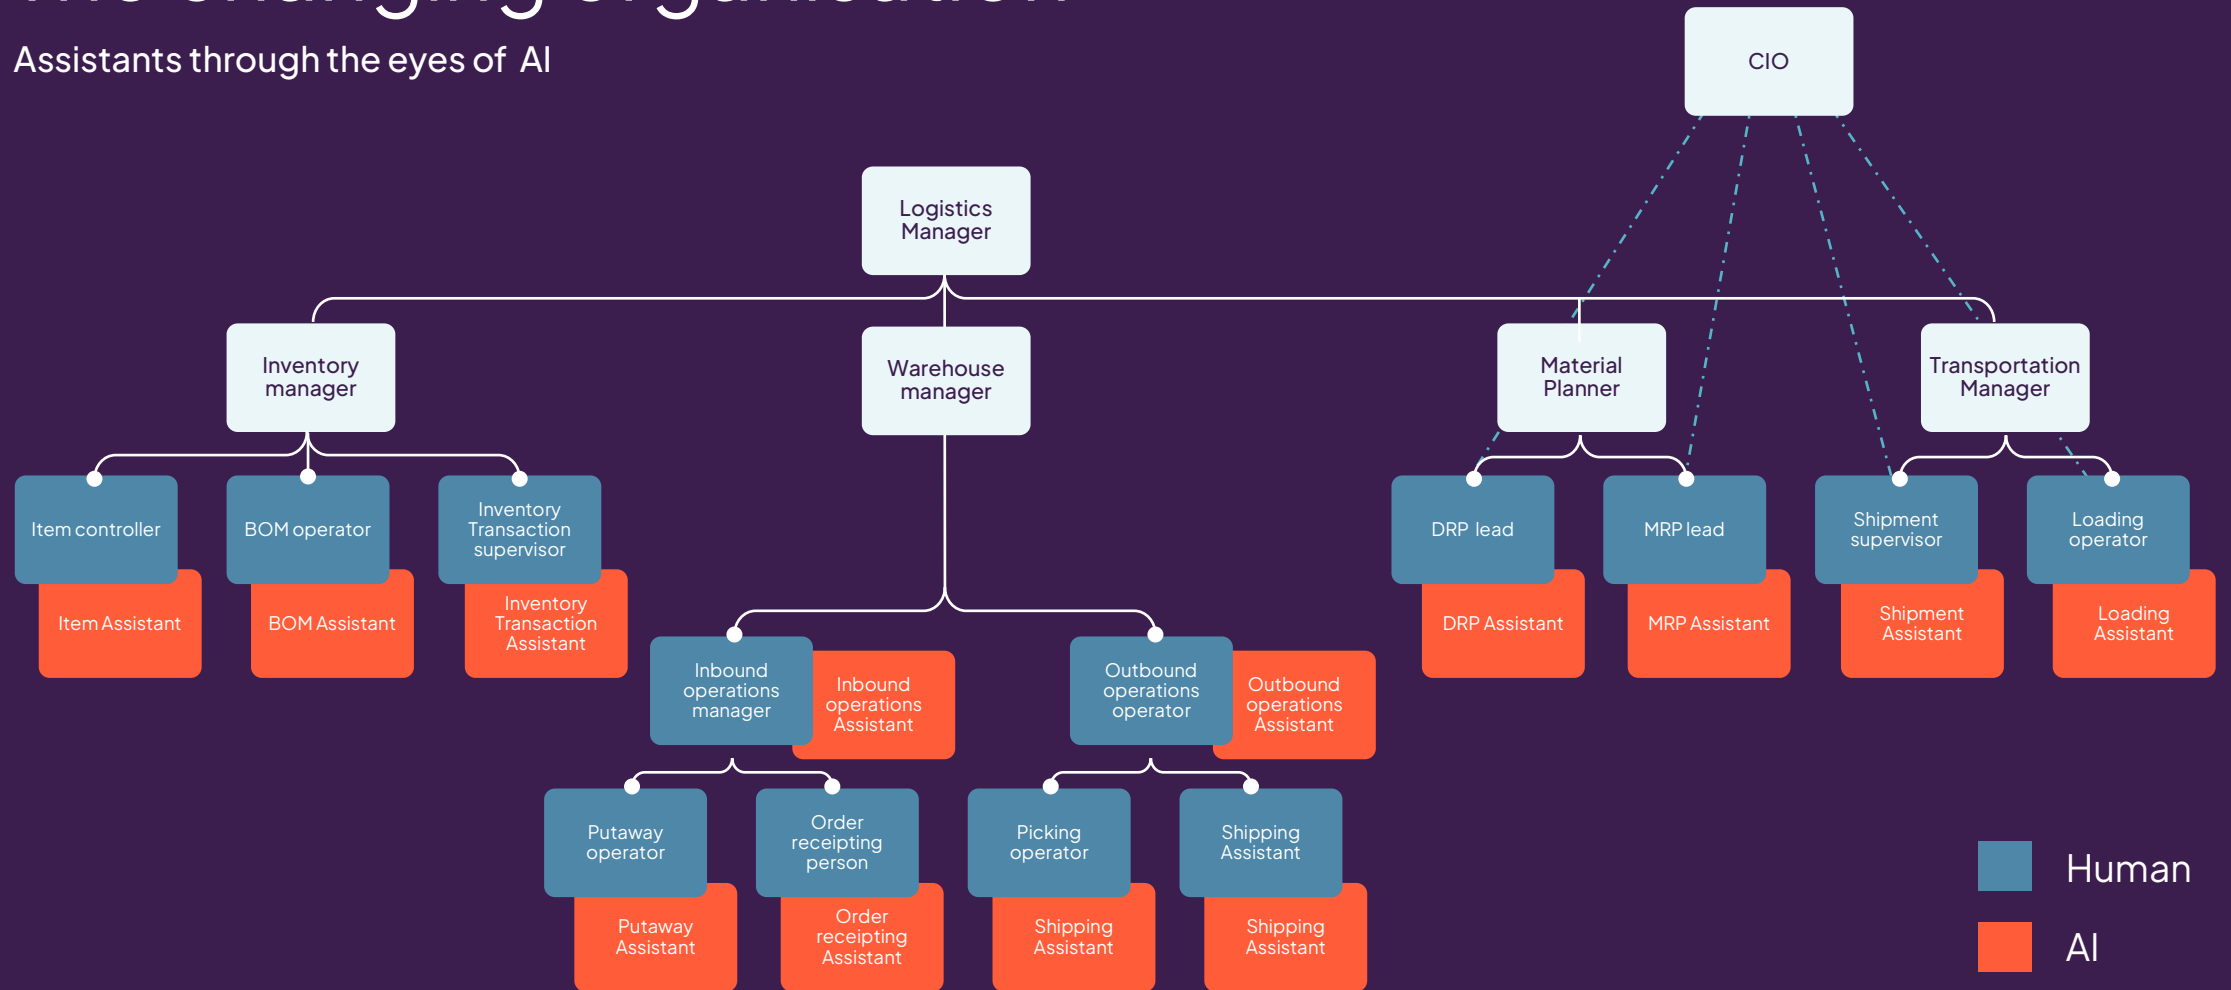 Assistants through the eyes of AI
CIO
Logistics
Manager
Inventory
manager
Warehouse
manager
Material
Planner
Transportation
Manager
Item controller
BOM operator
Inventory
Transaction
supervisor
DRP lead
MRP lead
Shipment
supervisor
Loading
operator
Item Assistant
BOM Assistant
Inventory
Transaction
Assistant
DRP Assistant
MRP Assistant
Shipment
Assistant
Loading
Assistant
Inbound
operations
manager
Inbound
operations
Assistant
Outbound
operations
operator
Outbound
operations
Assistant
Putaway
operator
Order
receipting
person
Picking
operator
Shipping
Assistant
Putaway
Assistant
Order
receipting
Assistant
Shipping
Assistant
Shipping
Assistant
Human
AI